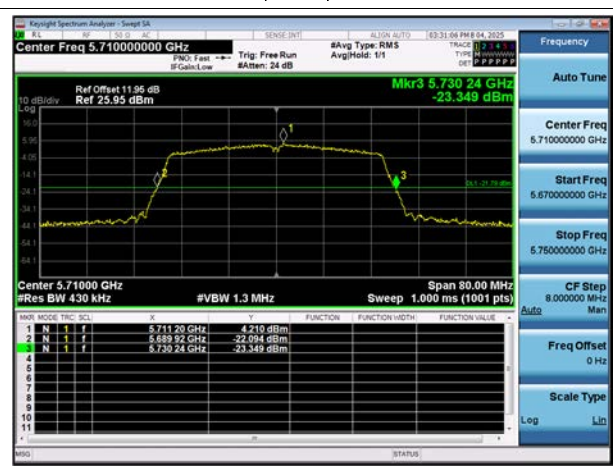 Keysight Spectrum Analyzer - Swept SA
RL RF 50 Ω AC SENSE:INT ALIGN AUTO 03:31:06 PM 8 04, 2025
Center Freq 5.710000000 GHz
PNO: Fast
IFGain:Low
Trig: Free Run
#Atten: 24 dB
#Avg Type: RMS
Avg|Hold: 1/1
TRACE 1 2 3 4 5 6
TYPE M
DET P P P P P P
Mkr3 5.730 24 GHz
-23.349 dBm
Ref Offset 11.95 dB
10 dB/div Ref 25.95 dBm
Log
16.0
5.95
-4.05
-14.1
-24.1
-34.1
-44.1
-54.1
-64.1
1
2
3
DL1 -21.79 dBm
Center 5.71000 GHz Span 80.00 MHz
#Res BW 430 kHz #VBW 1.3 MHz Sweep 1.000 ms (1001 pts)
MKR MODE TRC SCL X Y FUNCTION FUNCTION WIDTH FUNCTION VALUE
1 N 1 f 5.711 20 GHz 4.210 dBm
2 N 1 f 5.689 92 GHz -22.094 dBm
3 N 1 f 5.730 24 GHz -23.349 dBm
4
5
6
7
8
9
10
11
MSG STATUS
Frequency
Auto Tune
Center Freq
5.710000000 GHz
Start Freq
5.670000000 GHz
Stop Freq
5.750000000 GHz
CF Step
8.000000 MHz
Auto Man
Freq Offset
0 Hz
Scale Type
Log Lin